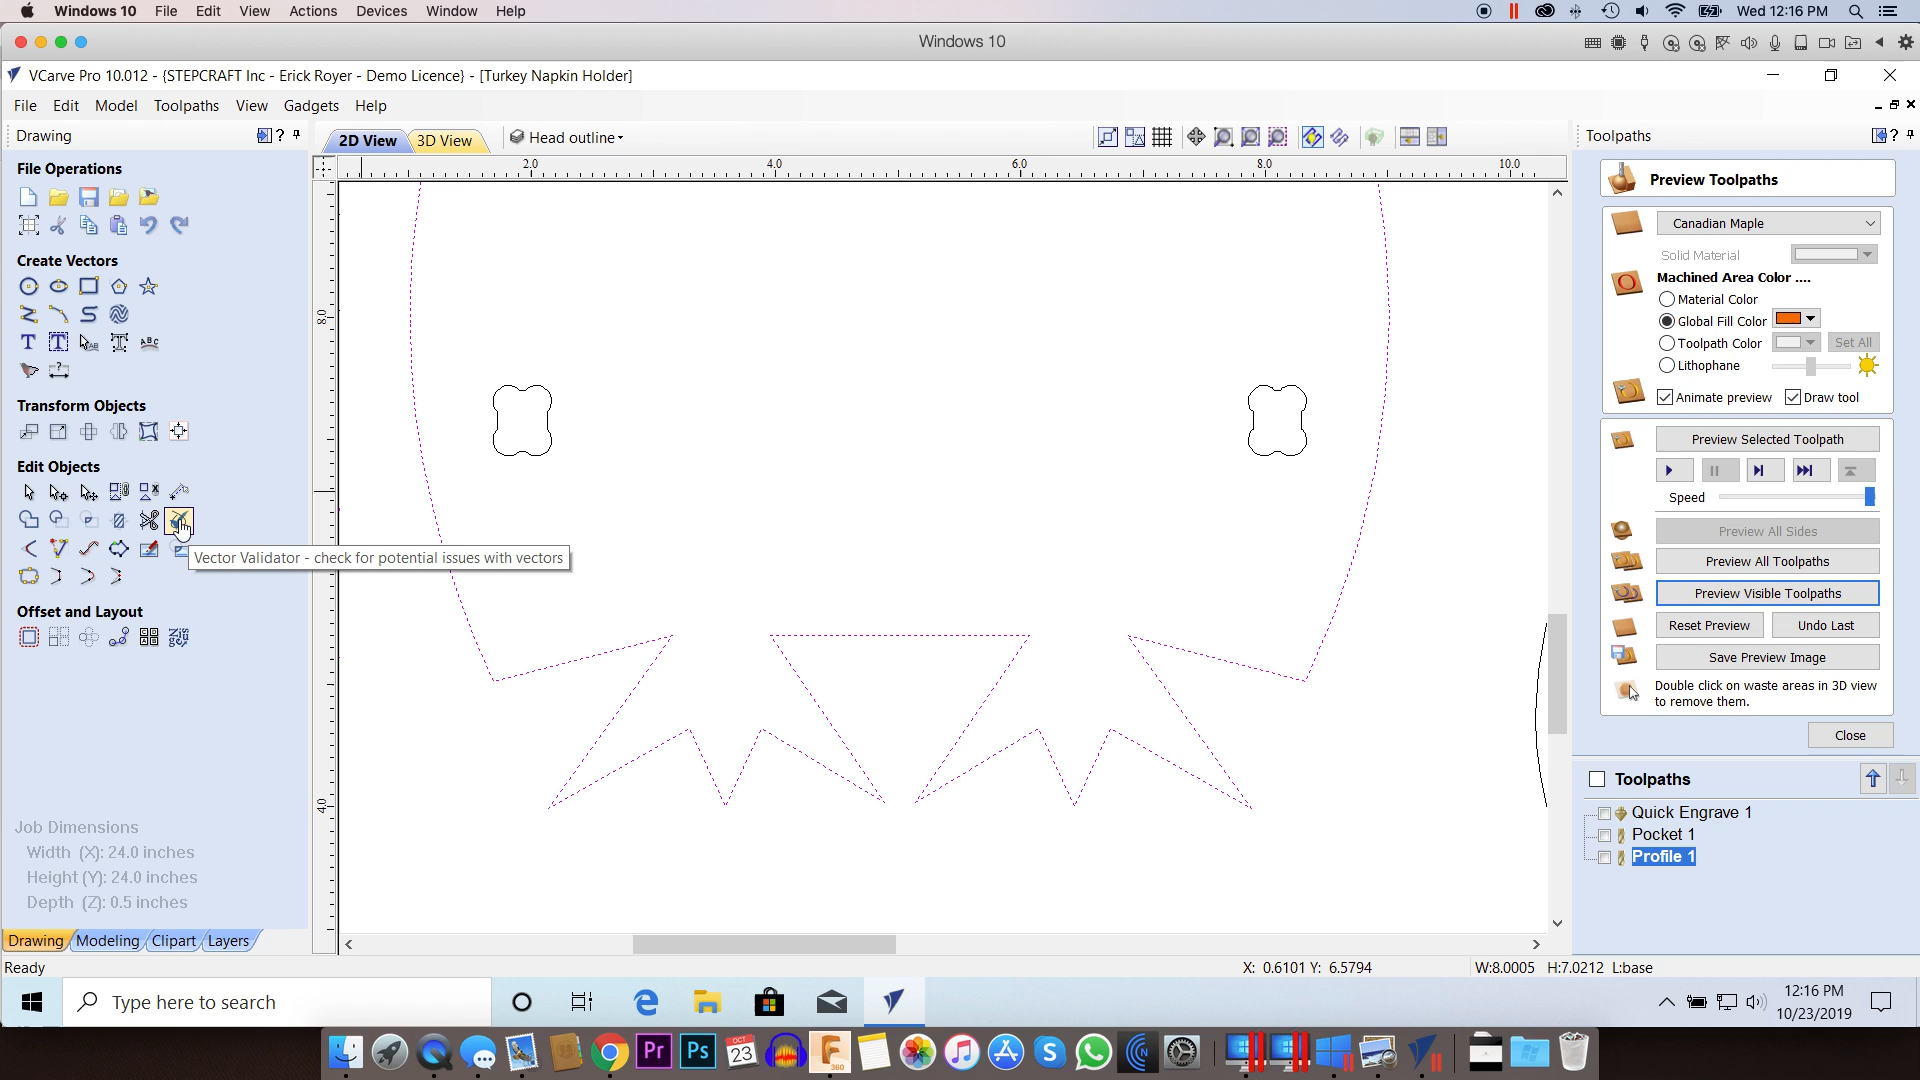 Windows 10 File Edit View Actions Devices Window Help
Wed 12:16 PM
Windows 10
VCarve Pro 10.012 - {STEPCRAFT Inc - Erick Royer - Demo Licence} - [Turkey Napkin Holder]
File Edit Model Toolpaths View Gadgets Help
Drawing
2D View 3D View Head outline
Toolpaths
File Operations
2.0 4.0 6.0 8.0 10.0
Preview Toolpaths
Canadian Maple
Solid Material
Create Vectors
Machined Area Color ....
Material Color
Global Fill Color
8.0
Toolpath Color Set All
Lithophane
Animate preview Draw tool
Transform Objects
Preview Selected Toolpath
Edit Objects
Speed
Preview All Sides
Vector Validator - check for potential issues with vectors
Preview All Toolpaths
Preview Visible Toolpaths
Offset and Layout
Reset Preview Undo Last
Save Preview Image
Double click on waste areas in 3D view
to remove them.
Close
Toolpaths
4.0
Quick Engrave 1
Pocket 1
Profile 1
Job Dimensions
Width (X): 24.0 inches
Height (Y): 24.0 inches
Depth (Z): 0.5 inches
Drawing Modeling Clipart Layers
Ready
X: 0.6101 Y: 6.5794
W:8.0005 H:7.0212 L:base
Type here to search
12:16 PM
10/23/2019
OCT
23
Pr
Ps
F
360